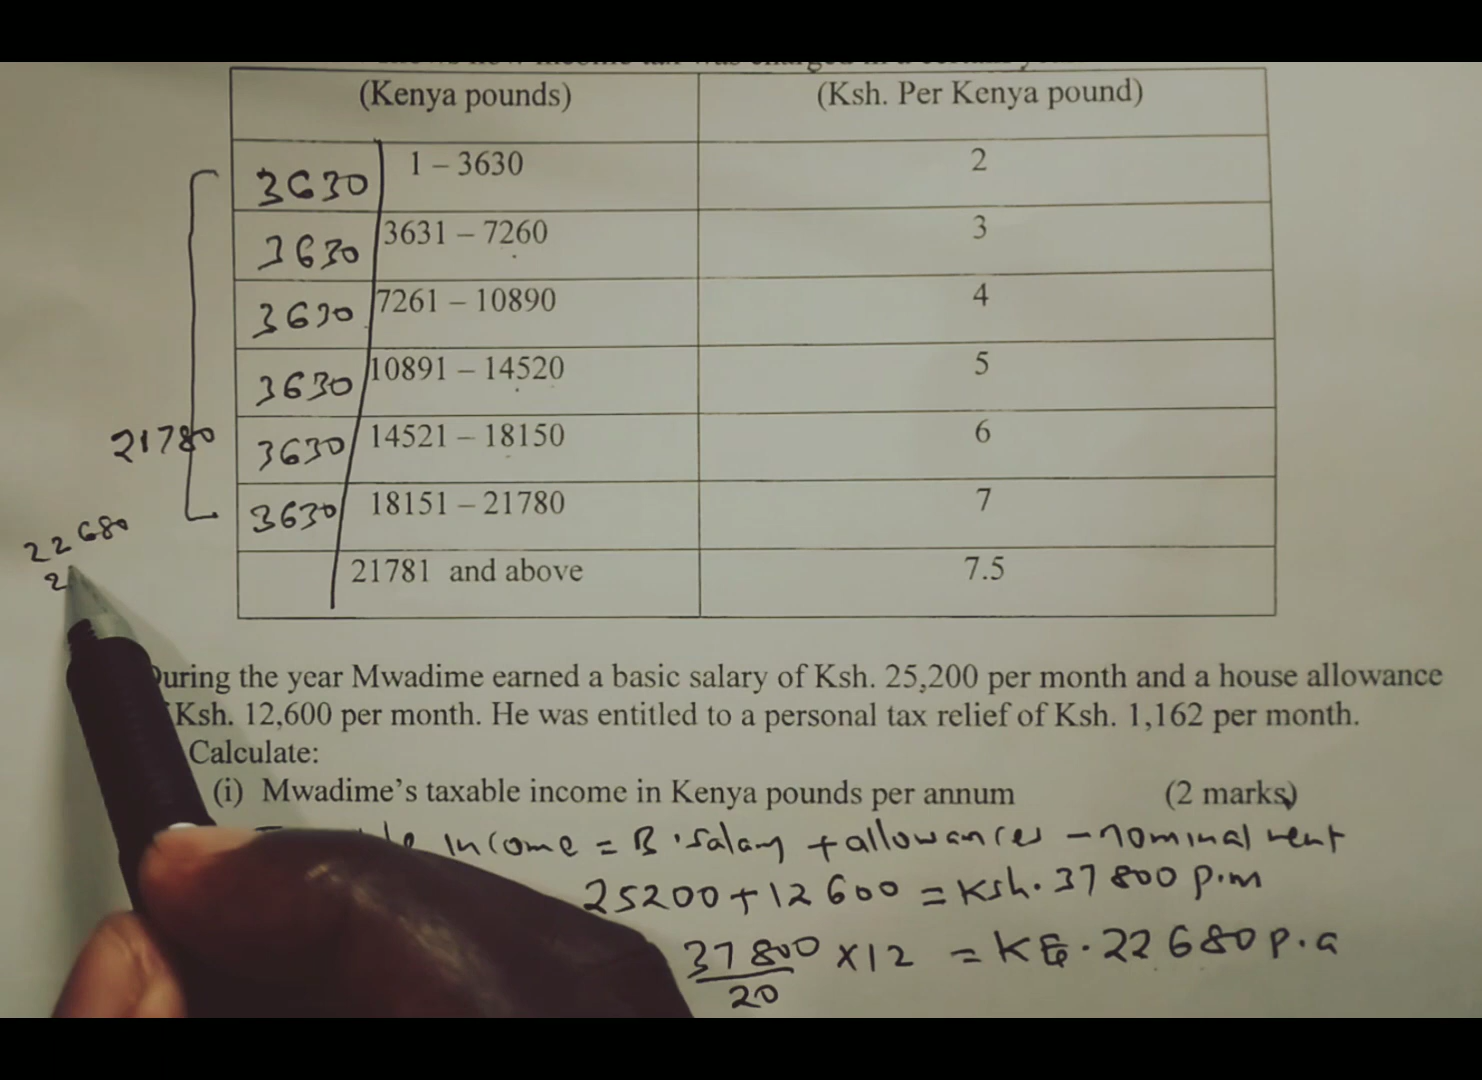 (Kenya pounds) (Ksh. Per Kenya pound)
3630 1 – 3630 2
3630 3631 – 7260 3
3630 7261 – 10890 4
3630 10891 – 14520 5
21780 3630 14521 – 18150 6
3630 18151 – 21780 7
22680
2
21781 and above 7.5
During the year Mwadime earned a basic salary of Ksh. 25,200 per month and a house allowance
Ksh. 12,600 per month. He was entitled to a personal tax relief of Ksh. 1,162 per month.
Calculate:
(i) Mwadime's taxable income in Kenya pounds per annum (2 marks)
income = B.salary + allowances - nominal rent
25200 + 12600 = Ksh. 37800 p.m
37800 x 12 = K£. 22680 p.a
20